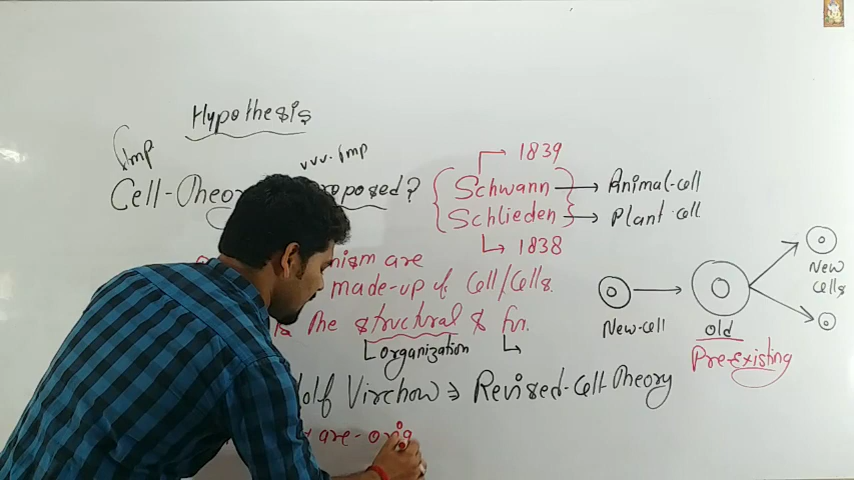 Hypothesis
Imp
vvv. Imp
1839
Cell-Theory proposed?
Schwann → Animal-cell
Schlieden → Plant cell
1838
nism are
made-up of Cell/Cells.
The structural & fn.
organization
olf Virchow ⇒ Revised-Cell Theory
are-orig
New-cell
old
Pre-existing
New
Cells